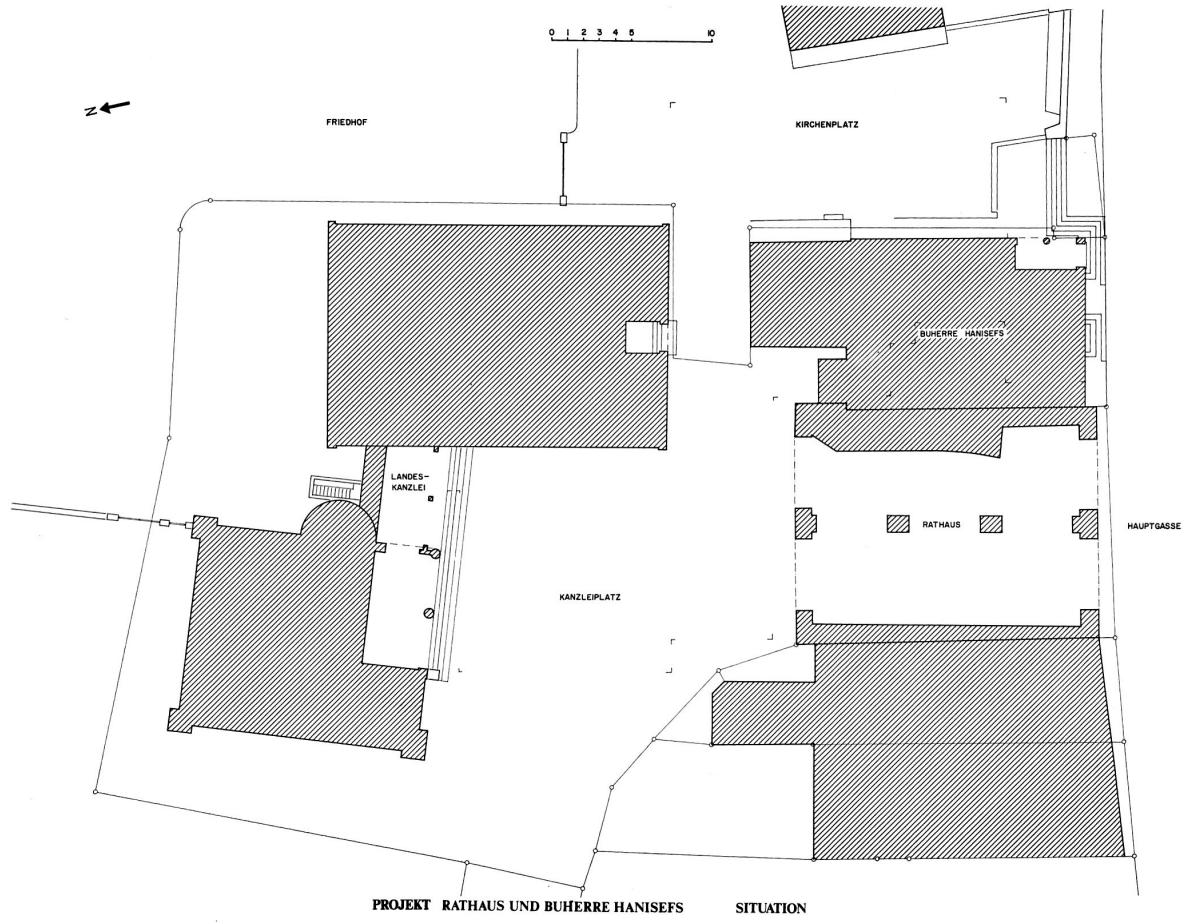 0 1 2 3 4 5 10
N
FRIEDHOF
KIRCHENPLATZ
BUHERRE HANISEFS
LANDES-
KANZLEI
RATHAUS
HAUPTGASSE
KANZLEIPLATZ
PROJEKT RATHAUS UND BUHERRE HANISEFS SITUATION